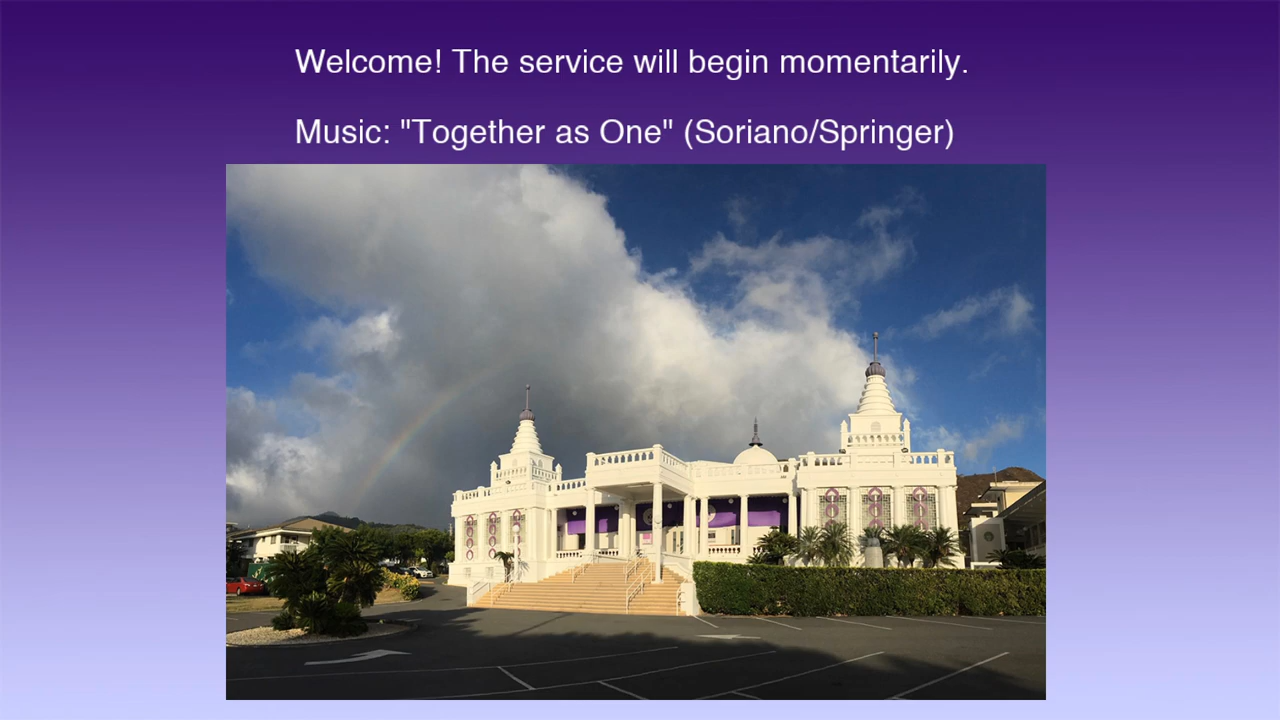 Welcome! The service will begin momentarily.
Music: "Together as One" (Soriano/Springer)